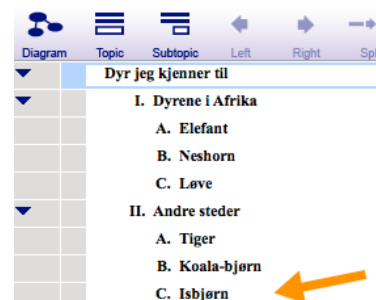 Diagram Topic Subtopic Left Right
Dyr jeg kjenner til
I. Dyrene i Afrika
A. Elefant
B. Neshorn
C. Løve
II. Andre steder
A. Tiger
B. Koala-bjørn
C. Isbjørn